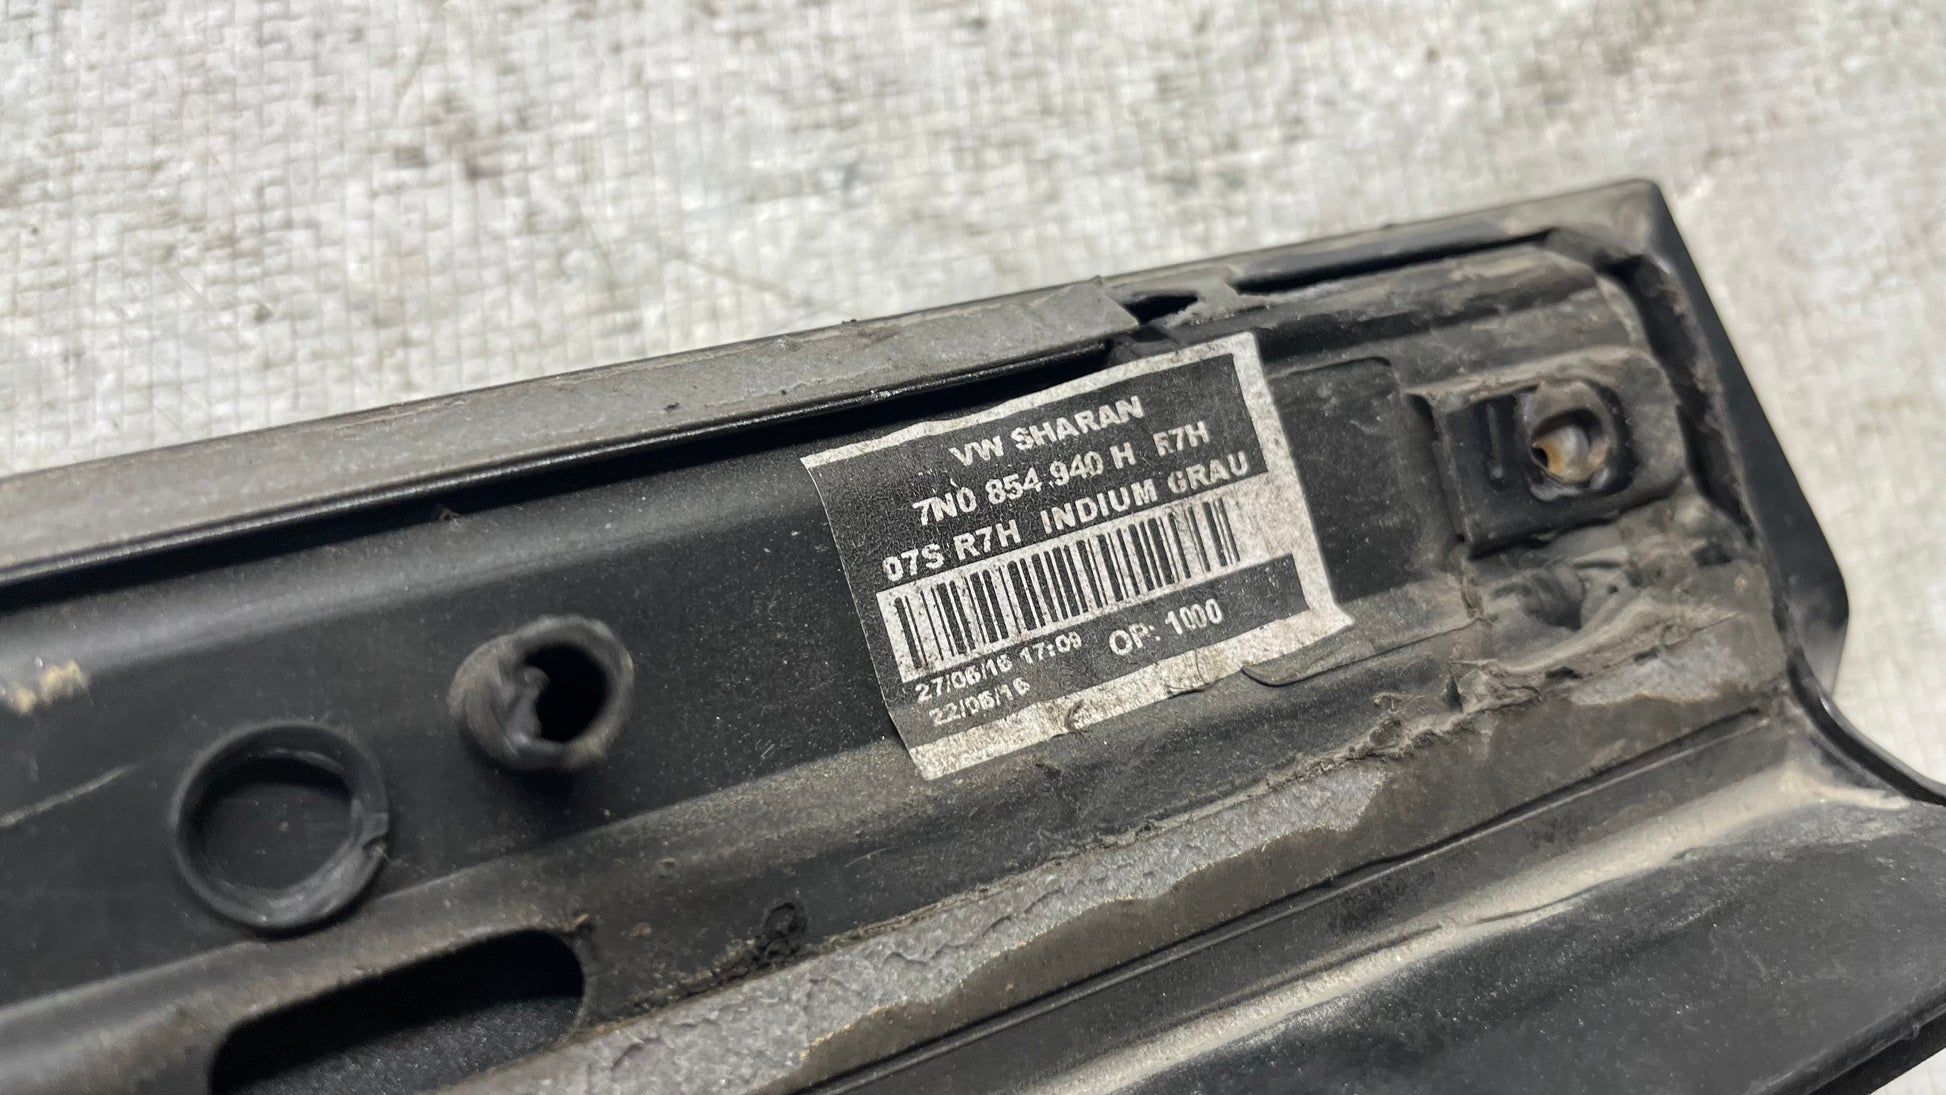 VW SHARAN
7N0 854 940 H R7H
07S R7H INDIUM GRAU
27/06/16 17:09 OP: 1000
22/06/16